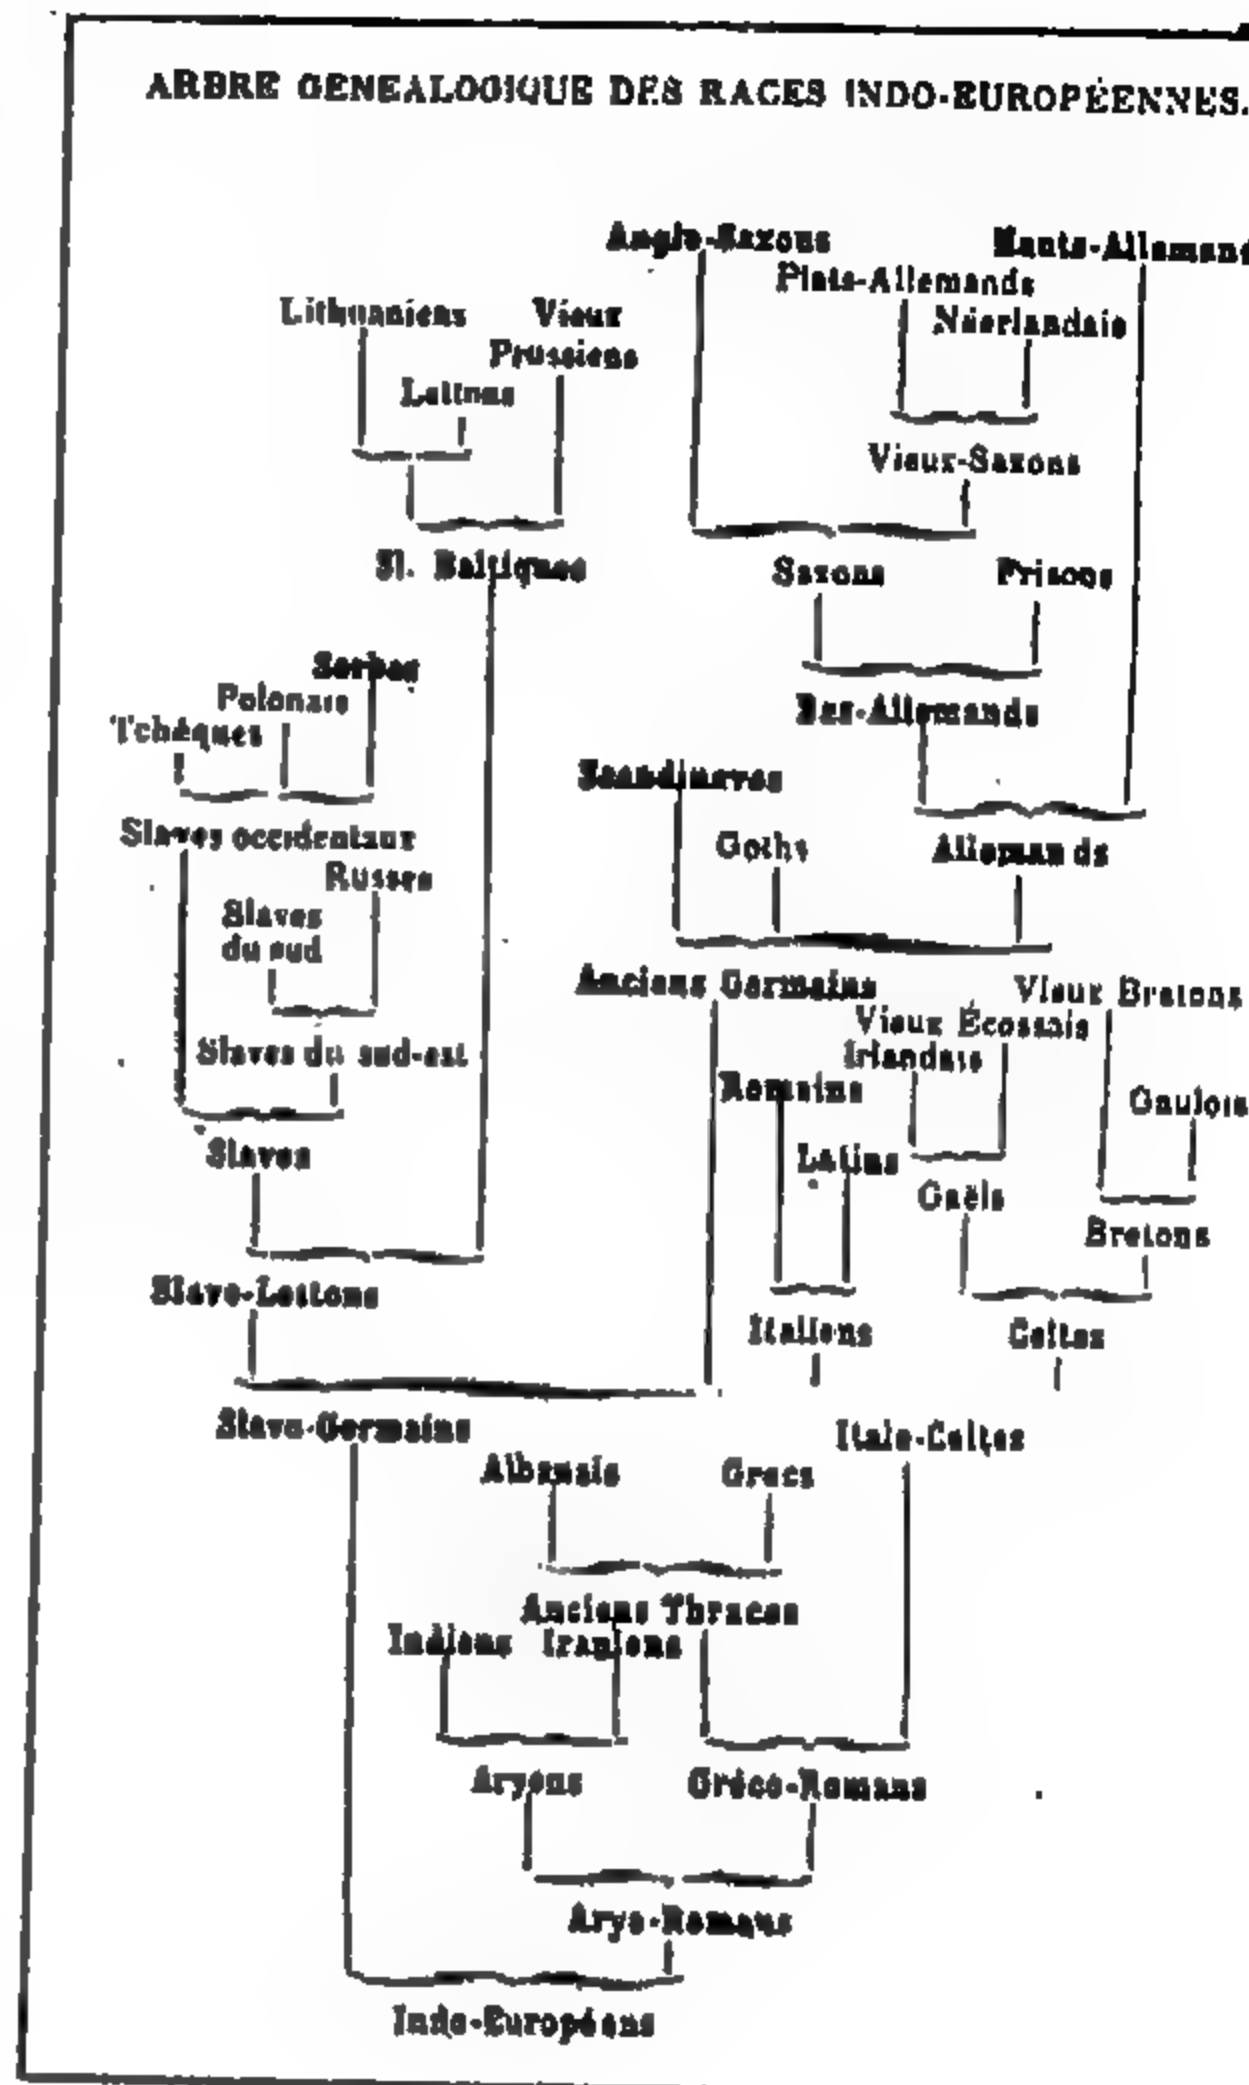 ARBRE GENEALOGIQUE DES RACES INDO-EUROPÉENNES.
Anglo-Saxons
Hauts-Allemand
Plats-Allemands
Lithuaniens
Vieux
Prussiens
Néerlandais
Lettons
Vieux-Saxons
Sl. Baltiques
Saxons
Frisons
Sorbes
Polonais
Tchèques
Bas-Allemands
Scandinaves
Slaves occidentaux
Goths
Allemands
Russes
Slaves
du sud
Anciens Germains
Vieux Bretons
Vieux Écossais
Irlandais
Slaves du sud-est
Romains
Gaulois
Slaves
Latins
Gaëls
Bretons
Slavo-Lettons
Italiens
Celtes
Slavo-Germains
Italo-Celtes
Albanais
Grecs
Anciens Thraces
Indiens
Iraniens
Aryens
Gréco-Romans
Aryo-Romans
Indo-Européens